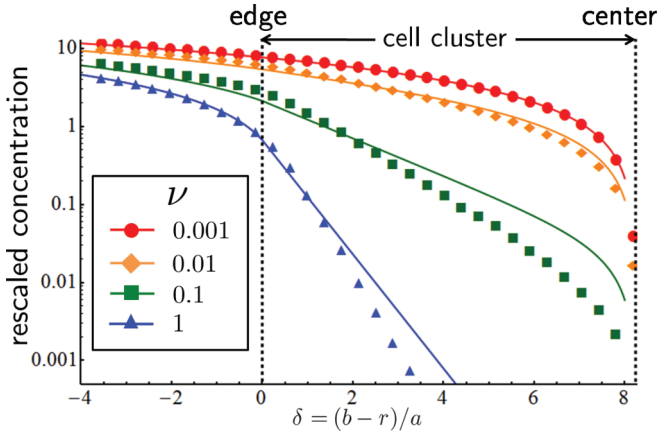 edge
center
cell cluster
rescaled concentration
10
1
0.1
0.01
0.001
ν
0.001
0.01
0.1
1
−4
−2
0
2
4
6
8
δ = (b − r)/a